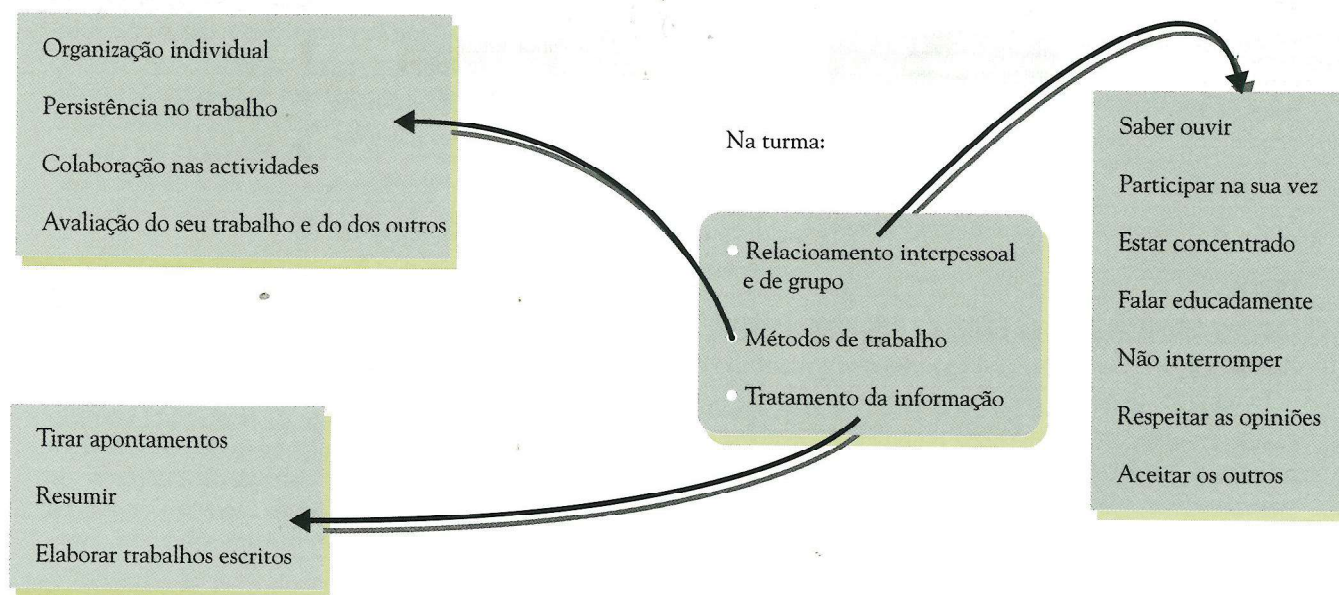 Organização individual
Persistência no trabalho
Colaboração nas actividades
Avaliação do seu trabalho e do dos outros
Na turma:
• Relacioamento interpessoal
e de grupo
• Métodos de trabalho
• Tratamento da informação
Saber ouvir
Participar na sua vez
Estar concentrado
Falar educadamente
Não interromper
Respeitar as opiniões
Aceitar os outros
Tirar apontamentos
Resumir
Elaborar trabalhos escritos